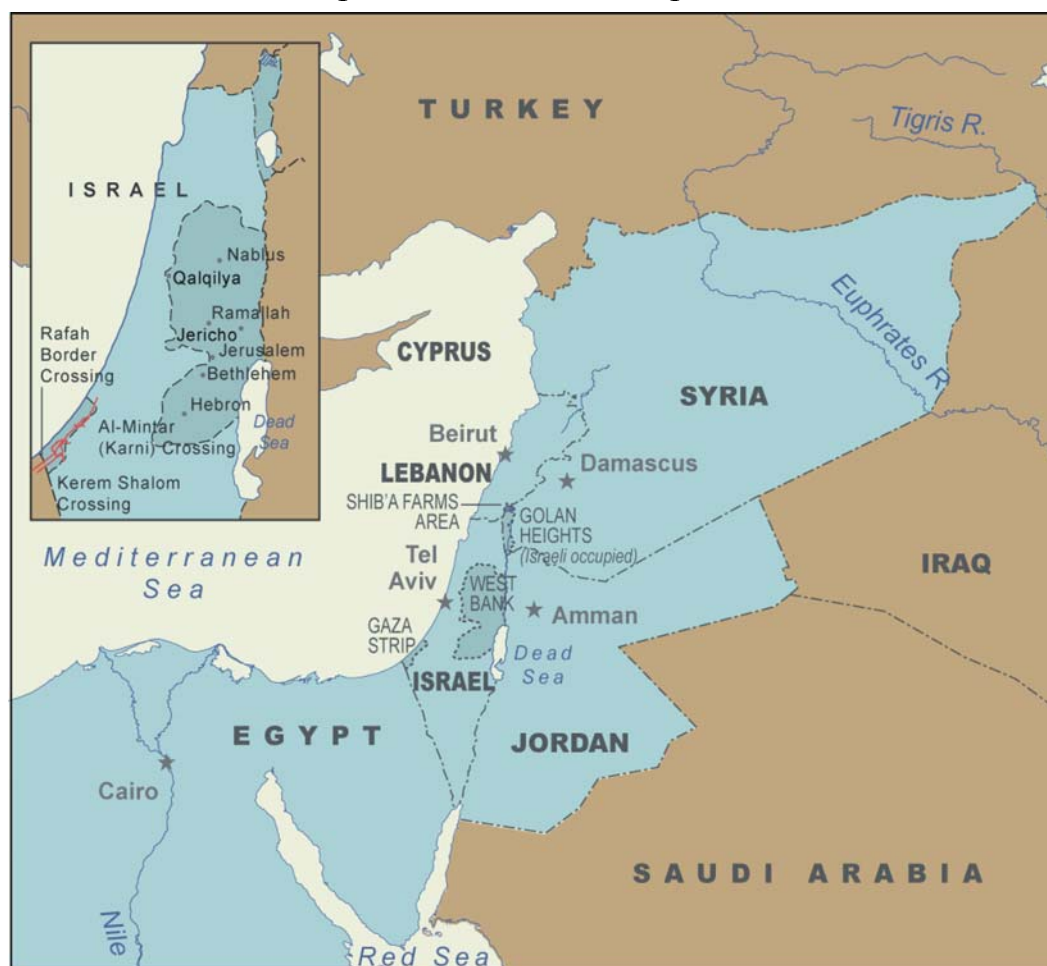 TURKEY
Tigris R.
ISRAEL
Nablus
Qalqilya
Ramallah
Jericho
Jerusalem
Bethlehem
Hebron
Dead
Sea
Rafah
Border
Crossing
Al-Mintar
(Karni) Crossing
Kerem Shalom
Crossing
Euphrates R.
CYPRUS
SYRIA
Beirut
LEBANON
Damascus
SHIB'A FARMS
AREA
GOLAN
HEIGHTS
(Israeli occupied)
Mediterranean
Sea
Tel
Aviv
WEST
BANK
IRAQ
Amman
GAZA
STRIP
Dead
Sea
ISRAEL
EGYPT
JORDAN
Cairo
SAUDI ARABIA
Nile
Red Sea